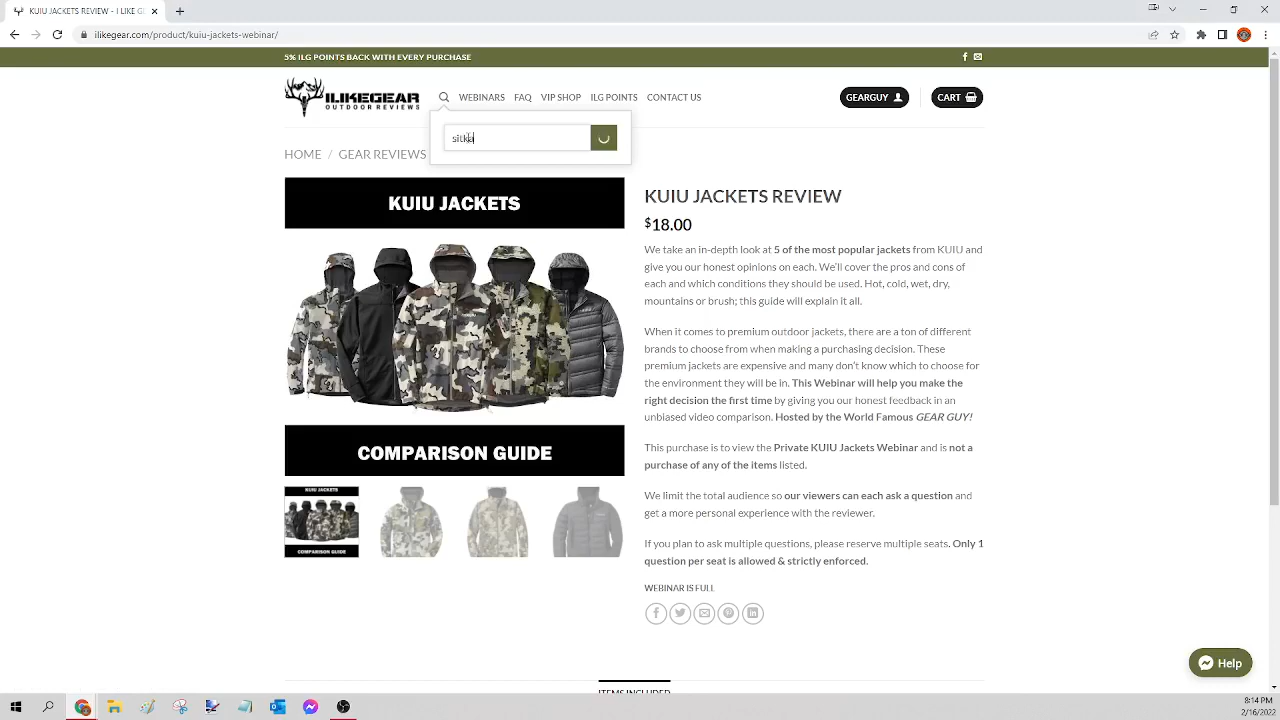 KUIU JACKETS REVIEW - ILIKEGE
ilikegear.com/product/kuiu-jackets-webinar/
5% ILG POINTS BACK WITH EVERY PURCHASE
ILIKEGEAR
OUTDOOR REVIEWS
WEBINARS FAQ VIP SHOP ILG POINTS CONTACT US
GEARGUY
CART
sitka
HOME / GEAR REVIEWS
KUIU JACKETS
COMPARISON GUIDE
KUIU JACKETS
COMPARISON GUIDE
KUIU JACKETS REVIEW
$18.00
We take an in-depth look at 5 of the most popular jackets from KUIU and
give you our honest opinions on each. We'll cover the pros and cons of
each and which conditions they should be used. Hot, cold, wet, dry,
mountains or brush; this guide will explain it all.
When it comes to premium outdoor jackets, there are a ton of different
brands to choose from when making a purchasing decision. These
premium jackets are expensive and many don't know which to choose for
the environment they will be in. This Webinar will help you make the
right decision the first time by giving you our honest feedback in an
unbiased video comparison. Hosted by the World Famous GEAR GUY!
This purchase is to view the Private KUIU Jackets Webinar and is not a
purchase of any of the items listed.
We limit the total audience so our viewers can each ask a question and
get a more personal experience with the reviewer.
If you plan to ask multiple questions, please reserve multiple seats. Only 1
question per seat is allowed & strictly enforced.
WEBINAR IS FULL
Help
ITEMS INCLUDED
8:14 PM
2/16/2022